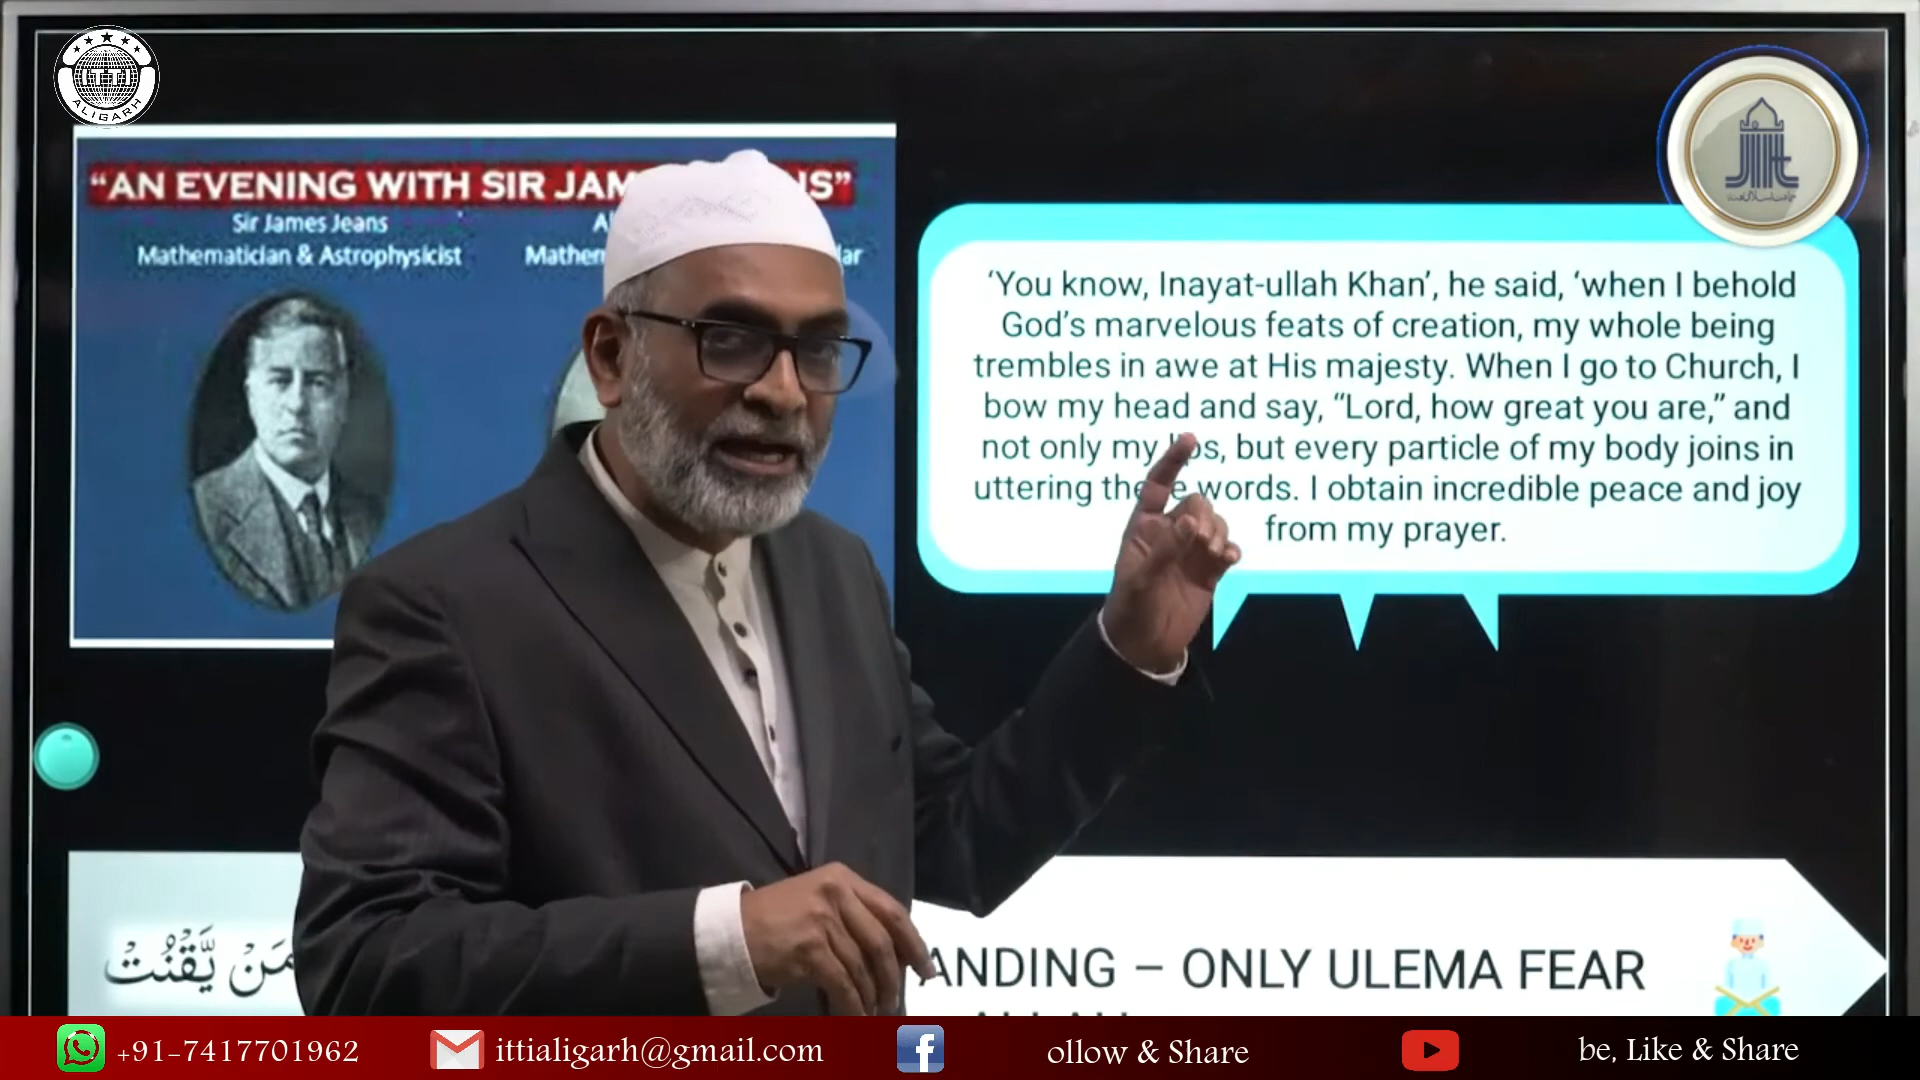 ITTI
ALIGARH
“AN EVENING WITH SIR
Sir James Jeans
Mathematician & Astrophysicist
‘You know, Inayat-ullah Khan’, he said, ‘when I behold
God’s marvelous feats of creation, my whole being
trembles in awe at His majesty. When I go to Church, I
bow my head and say, “Lord, how great you are,” and
not only my lips, but every particle of my body joins in
uttering these words. I obtain incredible peace and joy
from my prayer.
مَنْ يَّقْنُتْ
ANDING – ONLY ULEMA FEAR
+91-7417701962
ittialigarh@gmail.com
ollow & Share
be, Like & Share